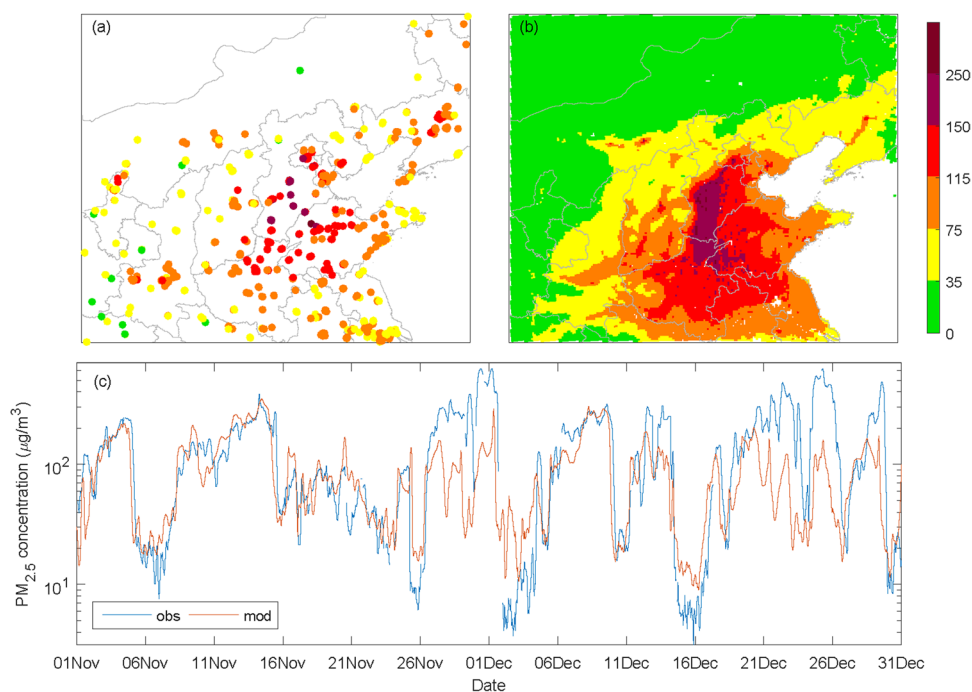 (a)
(b)
250
150
115
75
35
0
(c)
PM2.5 concentration (μg/m³)
10²
10¹
obs mod
01Nov 06Nov 11Nov 16Nov 21Nov 26Nov 01Dec 06Dec 11Dec 16Dec 21Dec 26Dec 31Dec
Date